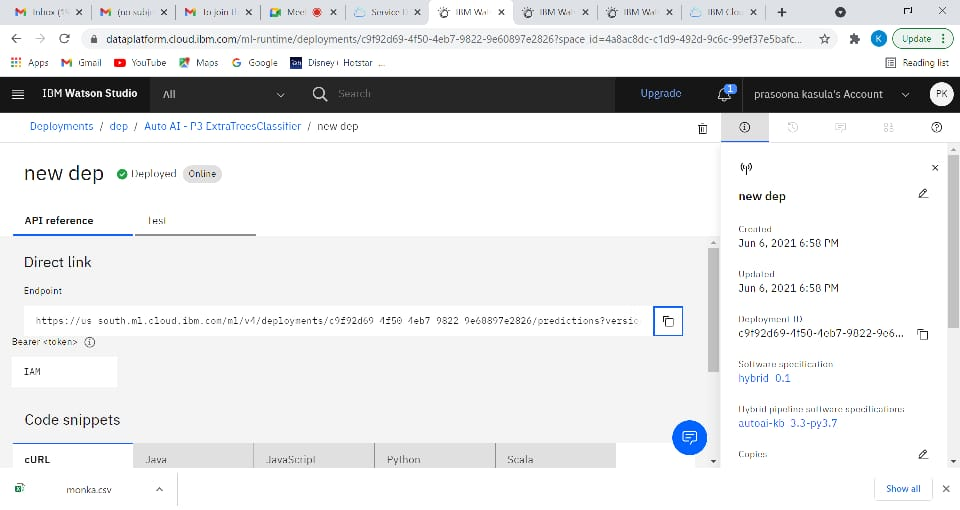 Inbox (15
(no subj
To join t
Meet
Service D
IBM Wat
IBM Wat
IBM Wat
IBM Clou
dataplatform.cloud.ibm.com/ml-runtime/deployments/c9f92d69-4f50-4eb7-9822-9e60897e2826?space_id=4a8ac8dc-c1d9-492d-9c6c-99ef37e5bafc...
K
Update
Apps
Gmail
YouTube
Maps
Google
Disney+ Hotstar ...
Reading list
IBM Watson Studio
All
Search
Upgrade
1
prasoona kasula's Account
PK
Deployments / dep / Auto AI - P3 ExtraTreesClassifier / new dep
new dep
Deployed
Online
API reference
Test
Direct link
Endpoint
https://us-south.ml.cloud.ibm.com/ml/v4/deployments/c9f92d69-4f50-4eb7-9822-9e60897e2826/predictions?versio
Bearer <token>
IAM
Code snippets
cURL
Java
JavaScript
Python
Scala
new dep
Created
Jun 6, 2021 6:58 PM
Updated
Jun 6, 2021 6:58 PM
Deployment ID
c9f92d69-4f50-4eb7-9822-9e6...
Software specification
hybrid_0.1
Hybrid pipeline software specifications
autoai-kb_3.3-py3.7
Copies
monka.csv
Show all